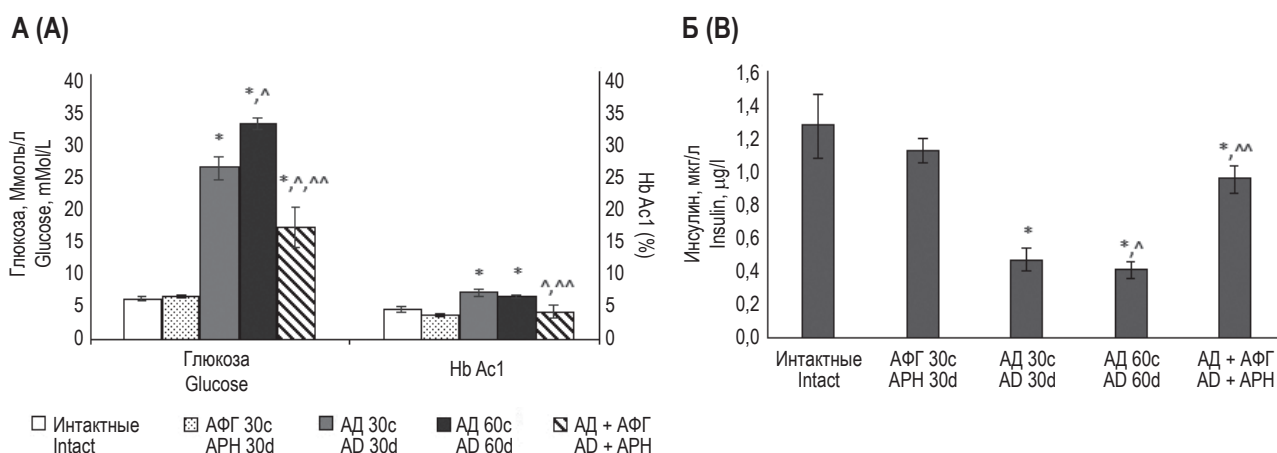 А (A)
Глюкоза, Ммоль/л
Glucose, mMol/L
40
35
30
25
20
15
10
5
0
*
*,^
*,^,^^
*
*
^,^^
40
35
30
25
20
15
10
5
0
Hb Ac1 (%)
Глюкоза
Glucose
Hb Ac1
Интактные
Intact
АФГ 30с
APH 30d
АД 30с
AD 30d
АД 60с
AD 60d
АД + АФГ
AD + APH
Б (B)
Инсулин, мкг/л
Insulin, µg/l
1,6
1,4
1,2
1,0
0,8
0,6
0,4
0,2
0,0
*
*,^
*,^^
Интактные
Intact
АФГ 30с
APH 30d
АД 30с
AD 30d
АД 60с
AD 60d
АД + АФГ
AD + APH